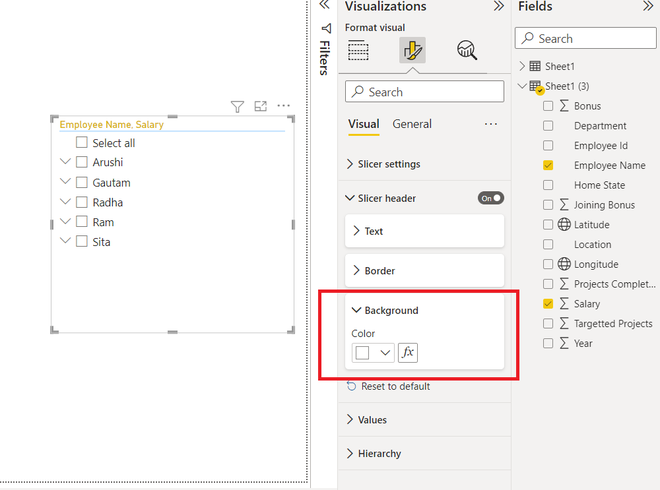 Employee Name, Salary
Select all
Arushi
Gautam
Radha
Ram
Sita
Filters
Visualizations
Format visual
Search
Visual
General
Slicer settings
Slicer header
On
Text
Border
Background
Color
fx
Reset to default
Values
Hierarchy
Fields
Search
Sheet1
Sheet1 (3)
Bonus
Department
Employee Id
Employee Name
Home State
Joining Bonus
Latitude
Location
Longitude
Projects Complet...
Salary
Targetted Projects
Year